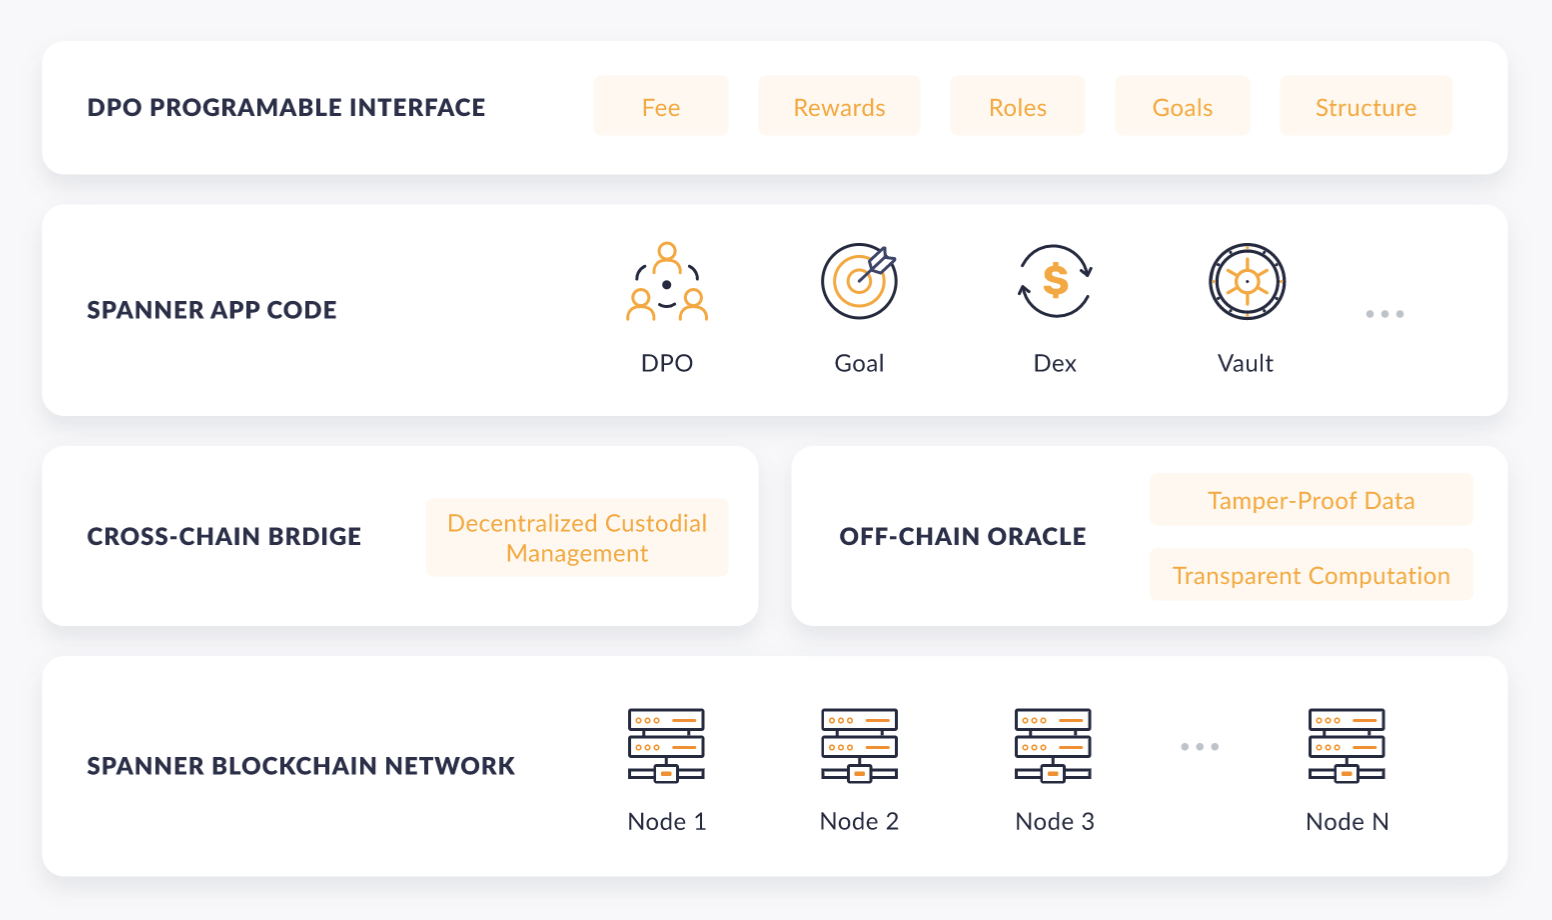 DPO PROGRAMABLE INTERFACE
Fee
Rewards
Roles
Goals
Structure
SPANNER APP CODE
DPO
Goal
Dex
Vault
CROSS-CHAIN BRDIGE
Decentralized Custodial
Management
OFF-CHAIN ORACLE
Tamper-Proof Data
Transparent Computation
SPANNER BLOCKCHAIN NETWORK
Node 1
Node 2
Node 3
Node N